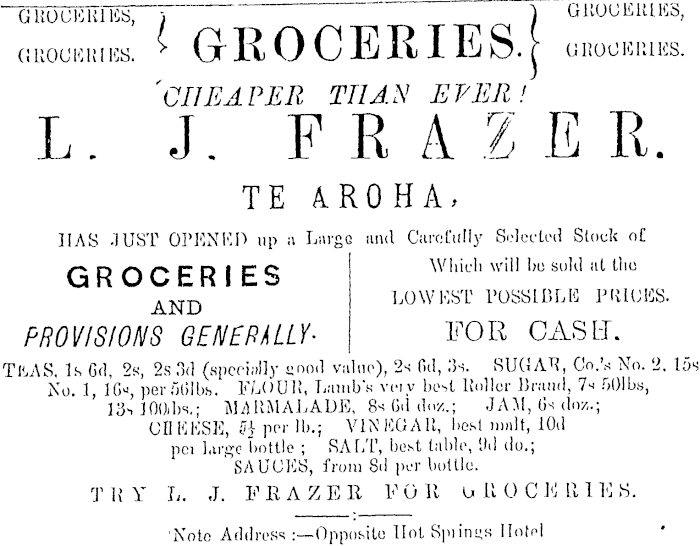 GROCERIES, GROCERIES, 
GROCERIES. GROCERIES. GROCERIES.
CHEAPER THAN EVER!
L. J. FRAZER.
TE AROHA,
HAS JUST OPENED up a Large and Carefully Selected Stock of
GROCERIES
AND
PROVISIONS GENERALLY.
Which will be sold at the
LOWEST POSSIBLE PRICES.
FOR CASH.
TEAS, 1s 6d, 2s, 2s 3d (specially good value), 2s 6d, 3s. SUGAR, Co.'s No. 2, 15s
No. 1, 16s, per 56lbs. FLOUR, Lamb's very best Roller Brand, 7s 50lbs,
13s 100lbs.; MARMALADE, 8s 6d doz.; JAM, 6s doz.;
CHEESE, 5½ per lb.; VINEGAR, best malt, 10d
per large bottle; SALT, best table, 9d do.;
SAUCES, from 8d per bottle.
TRY L. J. FRAZER FOR GROCERIES.
Note Address:—Opposite Hot Springs Hotel